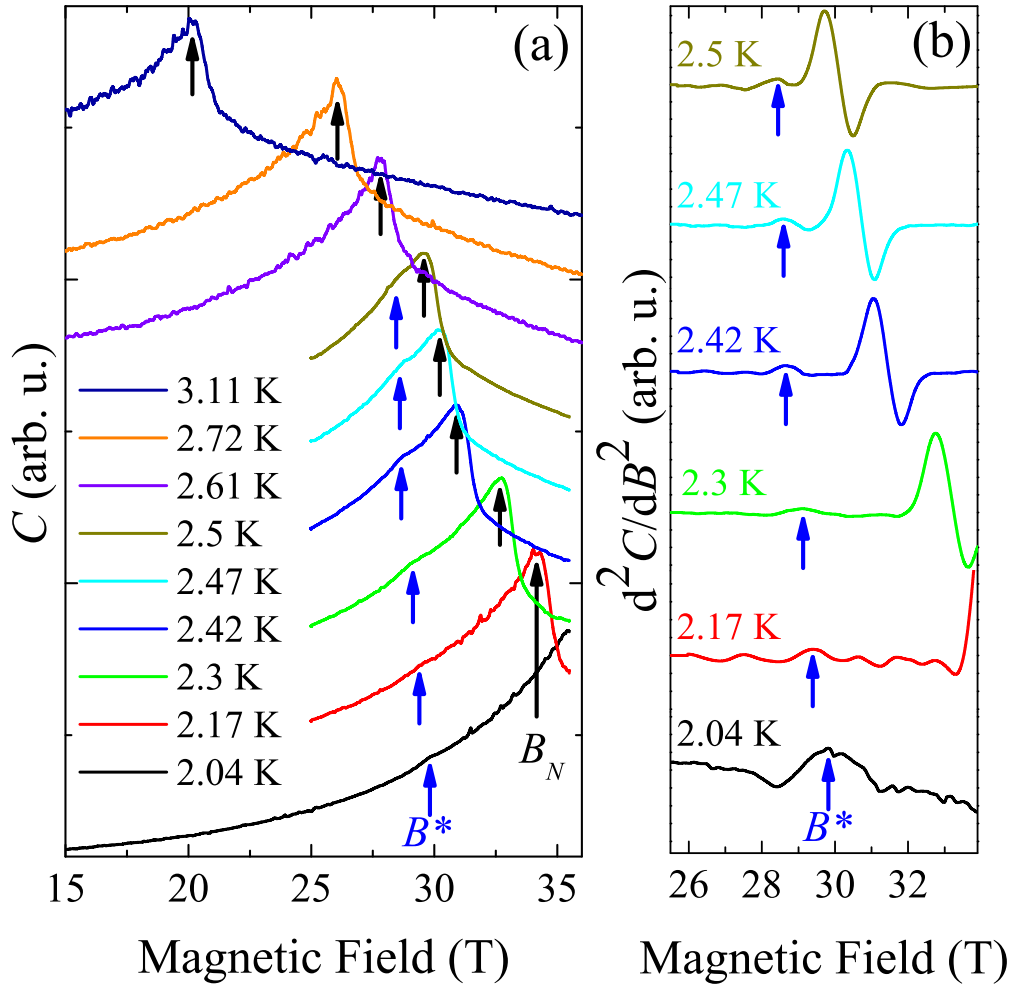 (a)
C (arb. u.)
3.11 K
2.72 K
2.61 K
2.5 K
2.47 K
2.42 K
2.3 K
2.17 K
2.04 K
B_N
B*
15 20 25 30 35
Magnetic Field (T)
(b)
d²C/dB² (arb. u.)
2.5 K
2.47 K
2.42 K
2.3 K
2.17 K
2.04 K
B*
26 28 30 32
Magnetic Field (T)